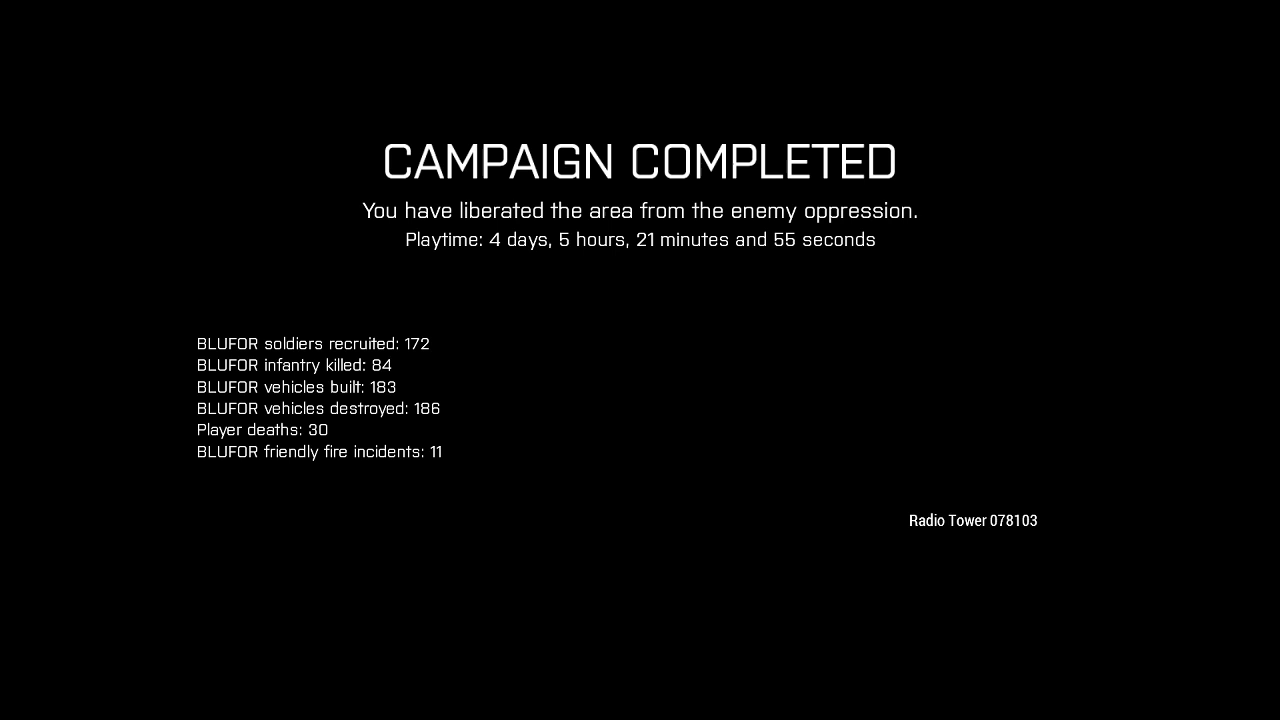 CAMPAIGN COMPLETED
You have liberated the area from the enemy oppression.
Playtime: 4 days, 5 hours, 21 minutes and 55 seconds
BLUFOR soldiers recruited: 172
BLUFOR infantry killed: 84
BLUFOR vehicles built: 183
BLUFOR vehicles destroyed: 186
Player deaths: 30
BLUFOR friendly fire incidents: 11
Radio Tower 078103